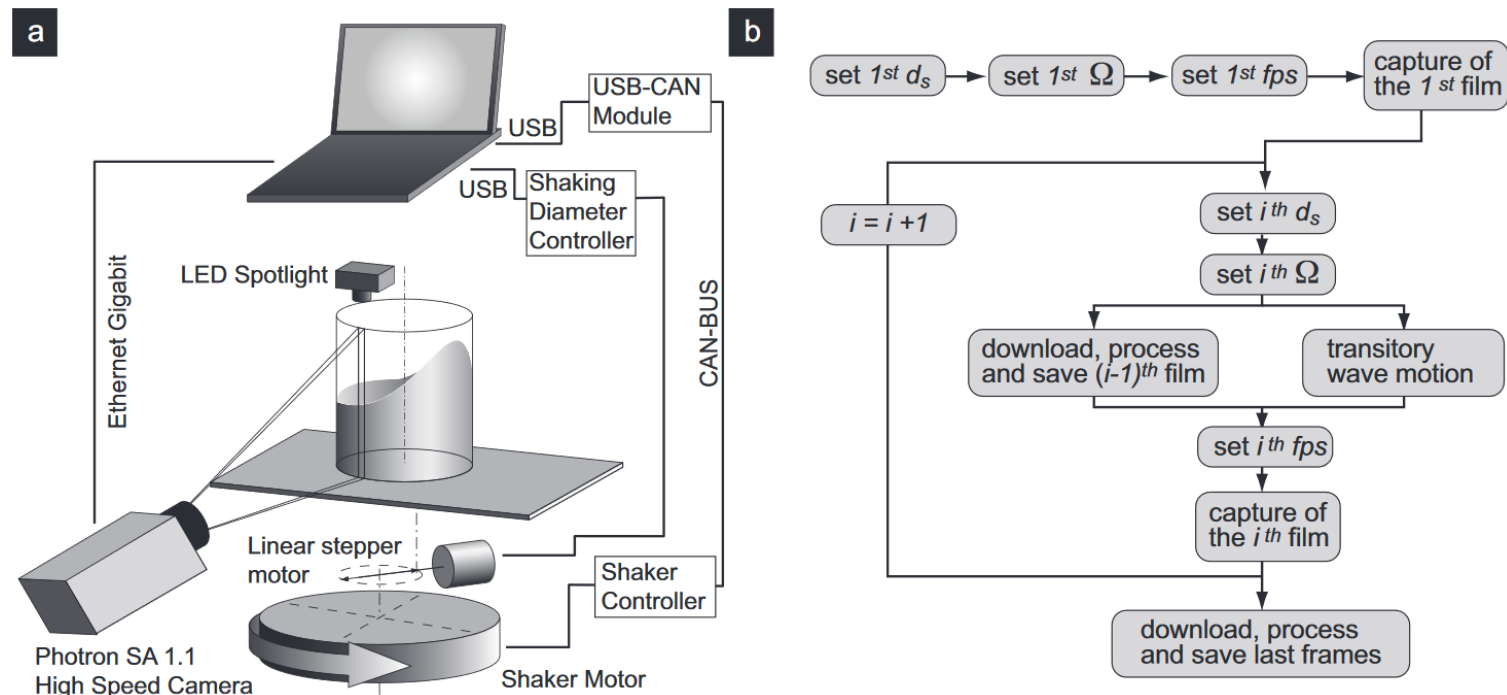 a
USB
USB-CAN
Module
USB
Shaking
Diameter
Controller
LED Spotlight
Ethernet Gigabit
CAN-BUS
Linear stepper
motor
Shaker
Controller
Photron SA 1.1
High Speed Camera
Shaker Motor
b
set 1st ds
set 1st Ω
set 1st fps
capture of
the 1st film
i = i +1
set ith ds
set ith Ω
download, process
and save (i-1)th film
transitory
wave motion
set ith fps
capture of
the ith film
download, process
and save last frames